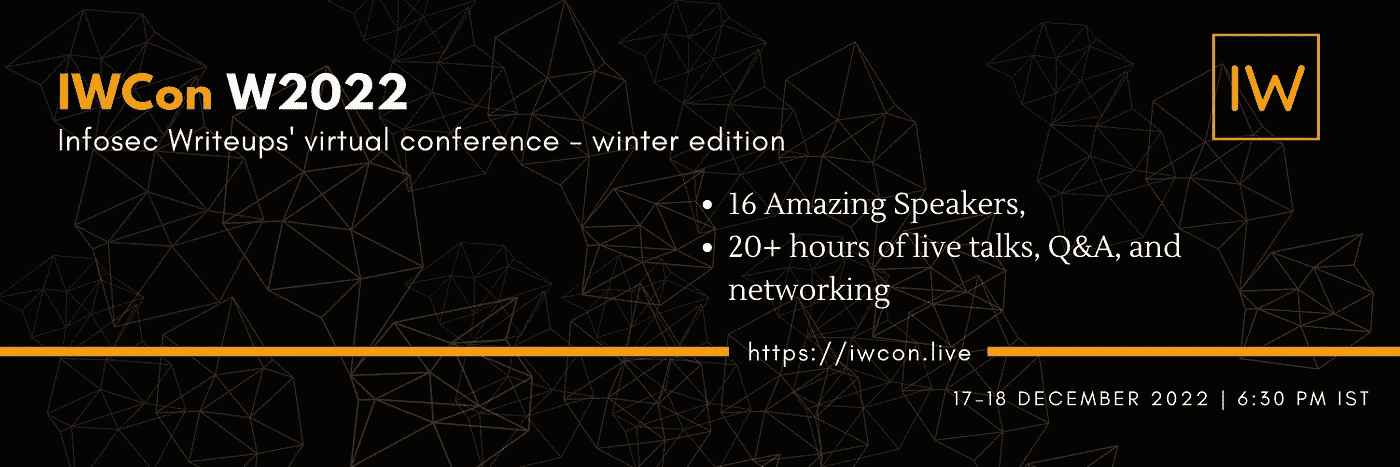 IWCon W2022
IW
Infosec Writeups' virtual conference - winter edition
• 16 Amazing Speakers,
• 20+ hours of live talks, Q&A, and
networking
https://iwcon.live
17-18 DECEMBER 2022 | 6:30 PM IST